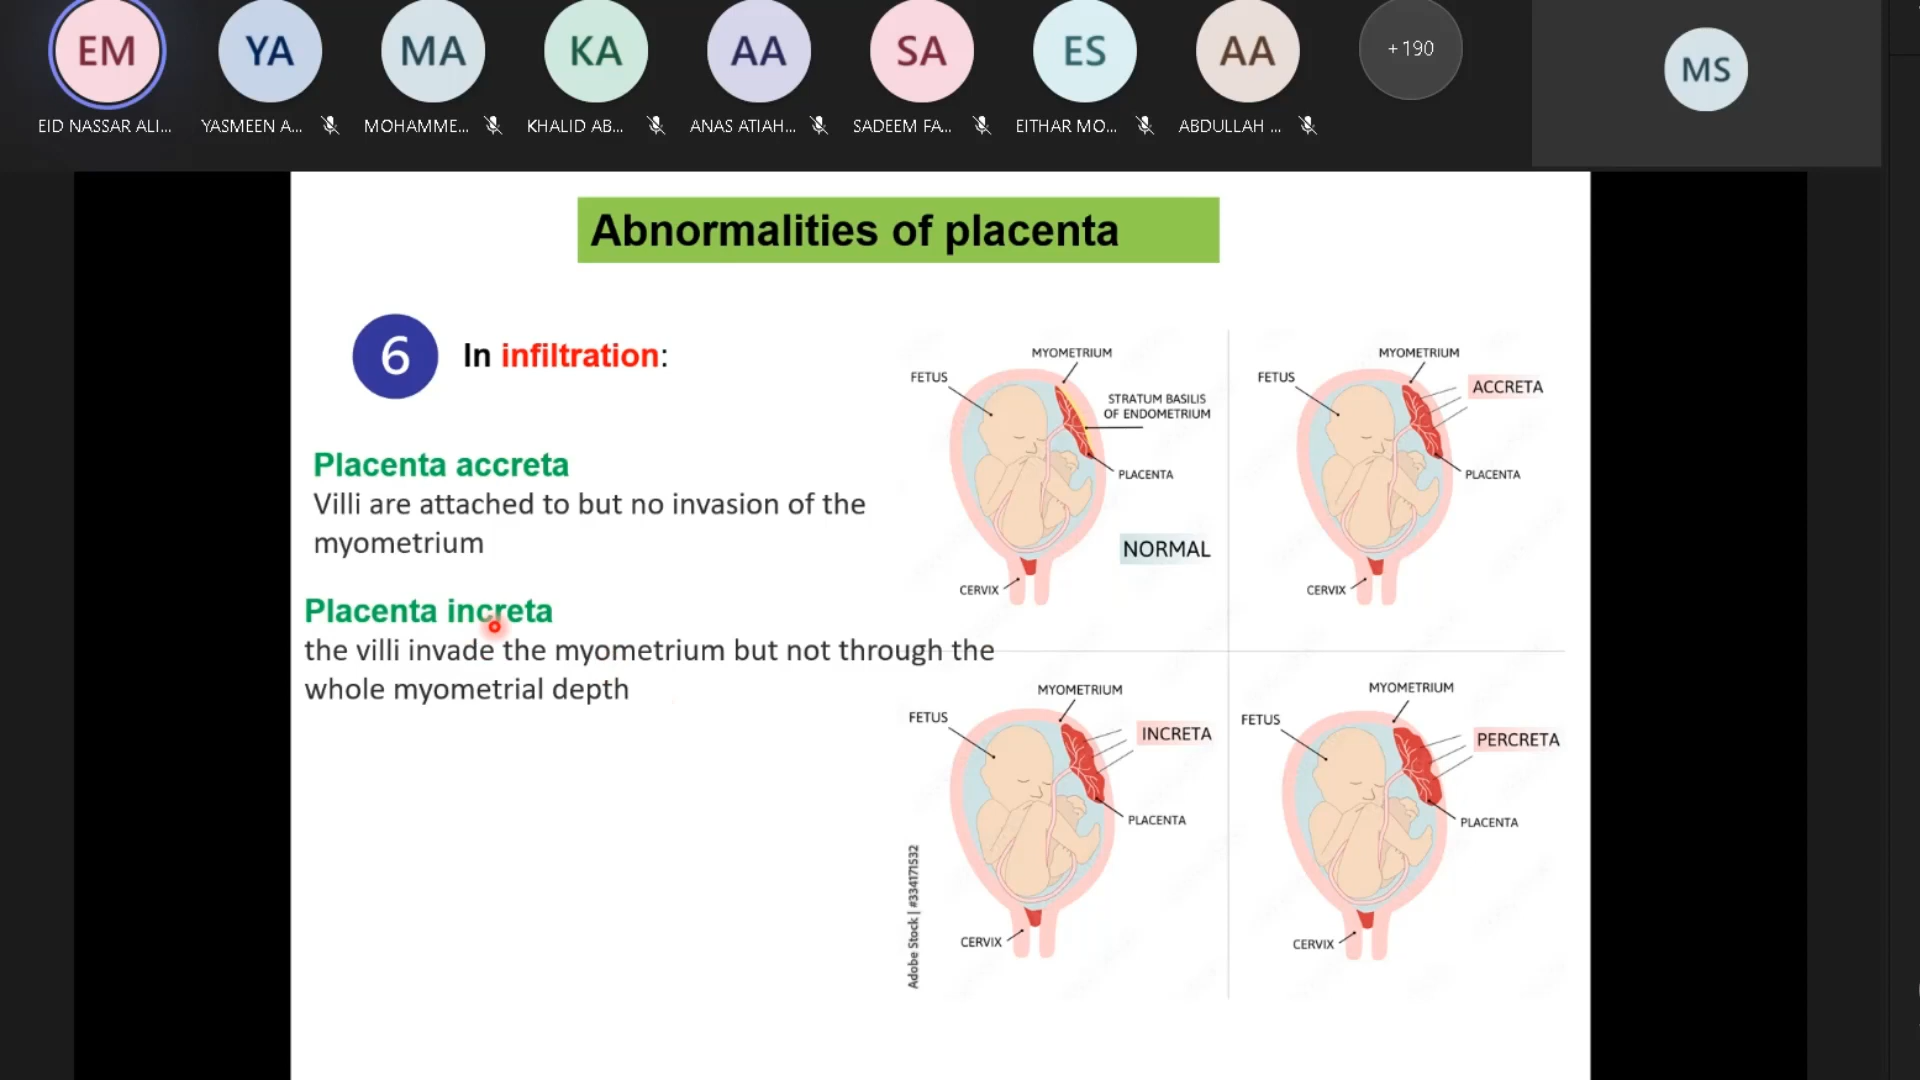 EM
YA
MA
KA
AA
SA
ES
AA
+190
MS
EID NASSAR ALI...
YASMEEN A...
MOHAMME...
KHALID AB...
ANAS ATIAH...
SADEEM FA...
EITHAR MO...
ABDULLAH ...
Abnormalities of placenta
6
In infiltration:
Placenta accreta
Villi are attached to but no invasion of the
myometrium
Placenta increta
the villi invade the myometrium but not through the
whole myometrial depth
MYOMETRIUM
FETUS
STRATUM BASILIS
OF ENDOMETRIUM
PLACENTA
NORMAL
CERVIX
MYOMETRIUM
FETUS
ACCRETA
PLACENTA
CERVIX
MYOMETRIUM
FETUS
INCRETA
PLACENTA
CERVIX
MYOMETRIUM
FETUS
PERCRETA
PLACENTA
CERVIX
Adobe Stock | #334171532